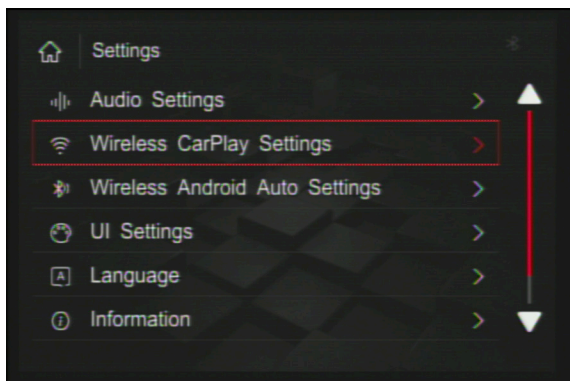 Settings
Audio Settings
Wireless CarPlay Settings
Wireless Android Auto Settings
UI Settings
A Language
Information